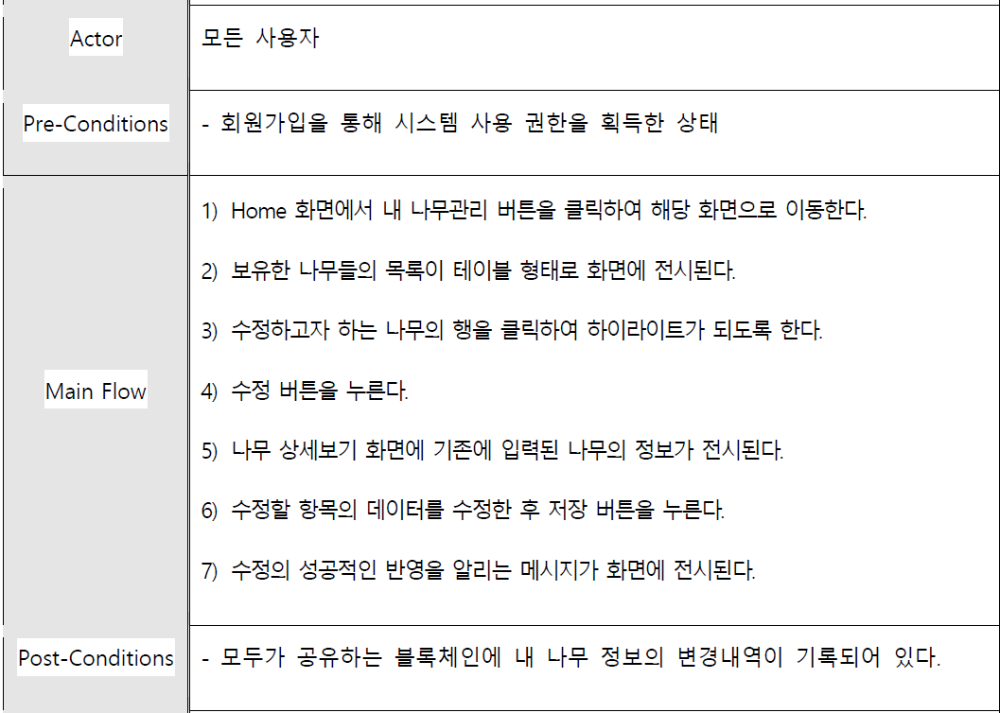 Actor
모든 사용자
Pre-Conditions
- 회원가입을 통해 시스템 사용 권한을 획득한 상태
Main Flow
1) Home 화면에서 내 나무관리 버튼을 클릭하여 해당 화면으로 이동한다.
2) 보유한 나무들의 목록이 테이블 형태로 화면에 전시된다.
3) 수정하고자 하는 나무의 행을 클릭하여 하이라이트가 되도록 한다.
4) 수정 버튼을 누른다.
5) 나무 상세보기 화면에 기존에 입력된 나무의 정보가 전시된다.
6) 수정할 항목의 데이터를 수정한 후 저장 버튼을 누른다.
7) 수정의 성공적인 반영을 알리는 메시지가 화면에 전시된다.
Post-Conditions
- 모두가 공유하는 블록체인에 내 나무 정보의 변경내역이 기록되어 있다.